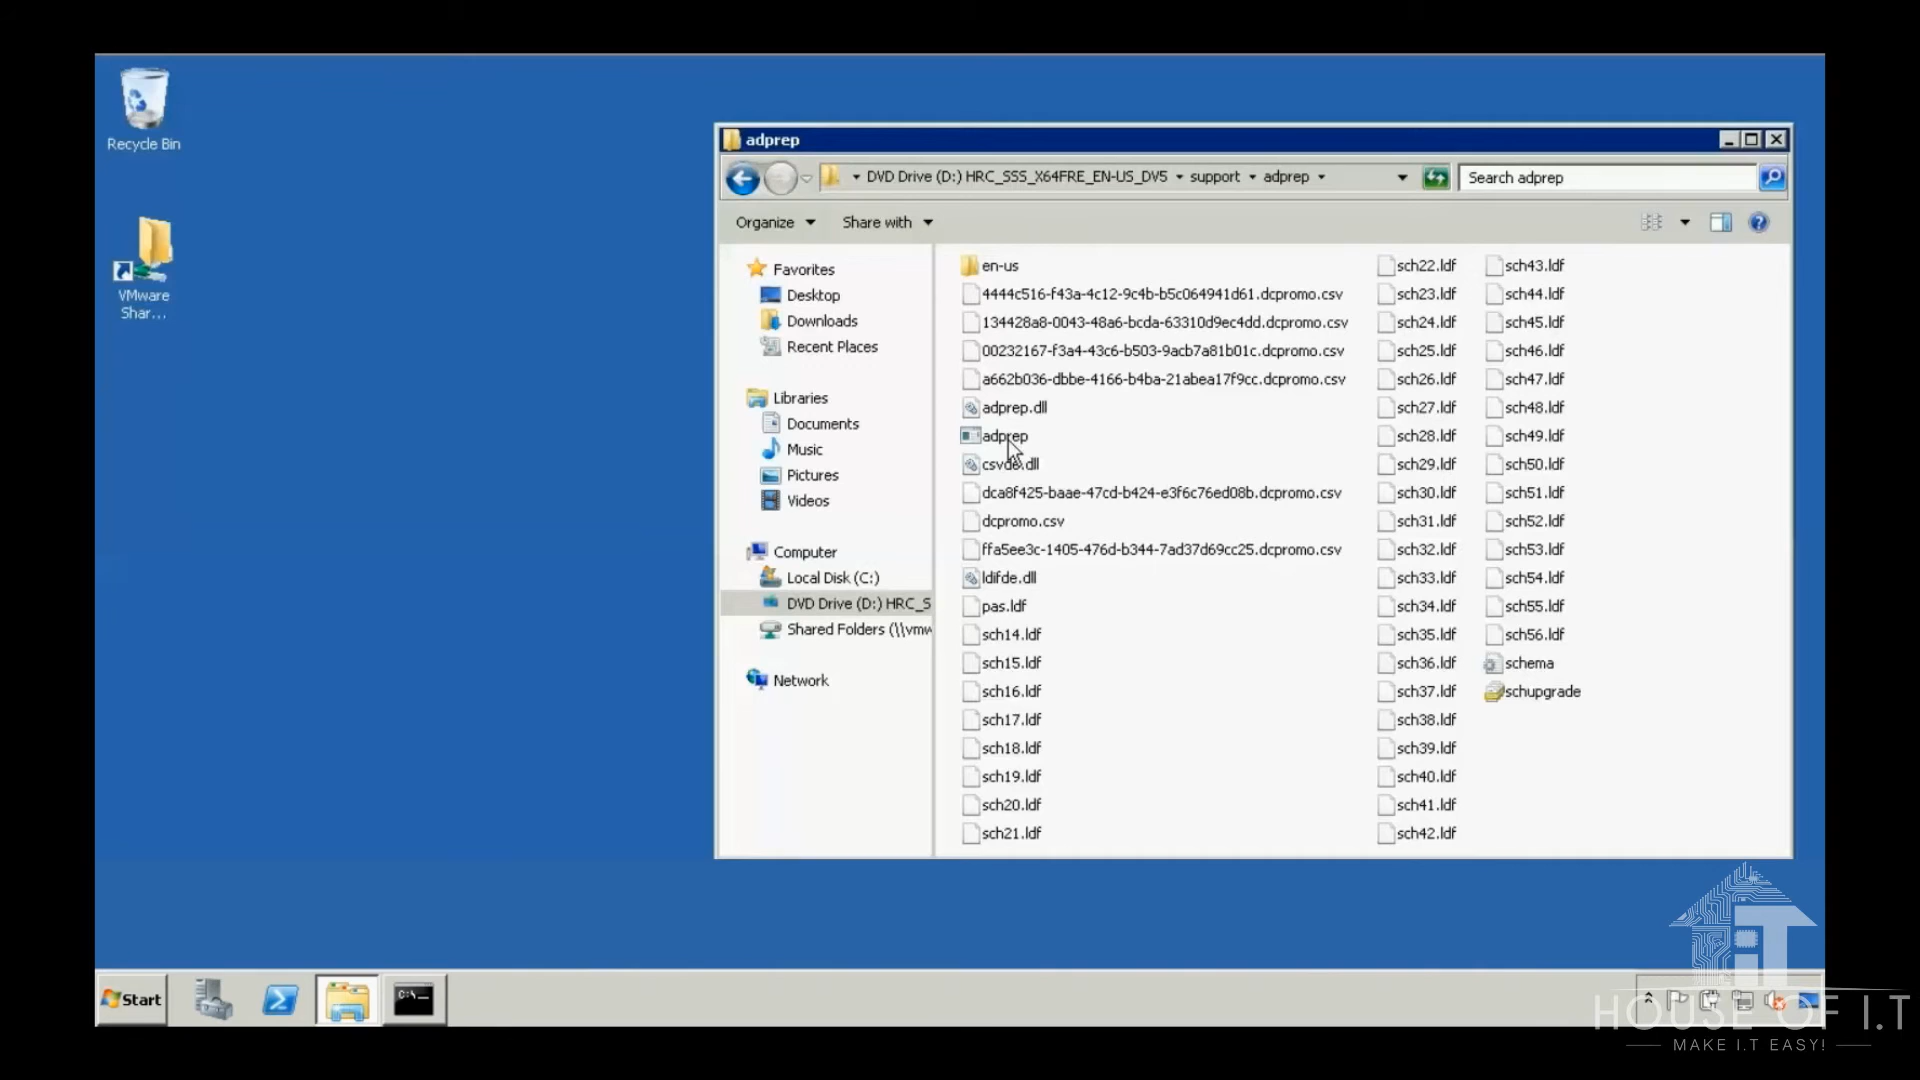 Recycle Bin
VMware
Shar...
adprep
DVD Drive (D:) HRC_SSS_X64FRE_EN-US_DV5
support
adprep
Search adprep
Organize
Share with
Favorites
Desktop
Downloads
Recent Places
Libraries
Documents
Music
Pictures
Videos
Computer
Local Disk (C:)
DVD Drive (D:) HRC_S
Shared Folders (\\vmw
Network
en-us
4444c516-f43a-4c12-9c4b-b5c064941d61.dcpromo.csv
134428a8-0043-48a6-bcda-63310d9ec4dd.dcpromo.csv
00232167-f3a4-43c6-b503-9acb7a81b01c.dcpromo.csv
a662b036-dbbe-4166-b4ba-21abea17f9cc.dcpromo.csv
adprep.dll
adprep
csvde.dll
dca8f425-baae-47cd-b424-e3f6c76ed08b.dcpromo.csv
dcpromo.csv
ffa5ee3c-1405-476d-b344-7ad37d69cc25.dcpromo.csv
ldifde.dll
pas.ldf
sch14.ldf
sch15.ldf
sch16.ldf
sch17.ldf
sch18.ldf
sch19.ldf
sch20.ldf
sch21.ldf
sch22.ldf
sch23.ldf
sch24.ldf
sch25.ldf
sch26.ldf
sch27.ldf
sch28.ldf
sch29.ldf
sch30.ldf
sch31.ldf
sch32.ldf
sch33.ldf
sch34.ldf
sch35.ldf
sch36.ldf
sch37.ldf
sch38.ldf
sch39.ldf
sch40.ldf
sch41.ldf
sch42.ldf
sch43.ldf
sch44.ldf
sch45.ldf
sch46.ldf
sch47.ldf
sch48.ldf
sch49.ldf
sch50.ldf
sch51.ldf
sch52.ldf
sch53.ldf
sch54.ldf
sch55.ldf
sch56.ldf
schema
schupgrade
Start
C:\_
HOUSE OF I.T
MAKE I.T EASY!